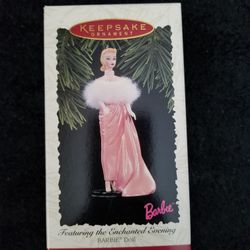 KEEPSAKE
ORNAMENT
Barbie
Featuring the Enchanted Evening
BARBIE® Doll